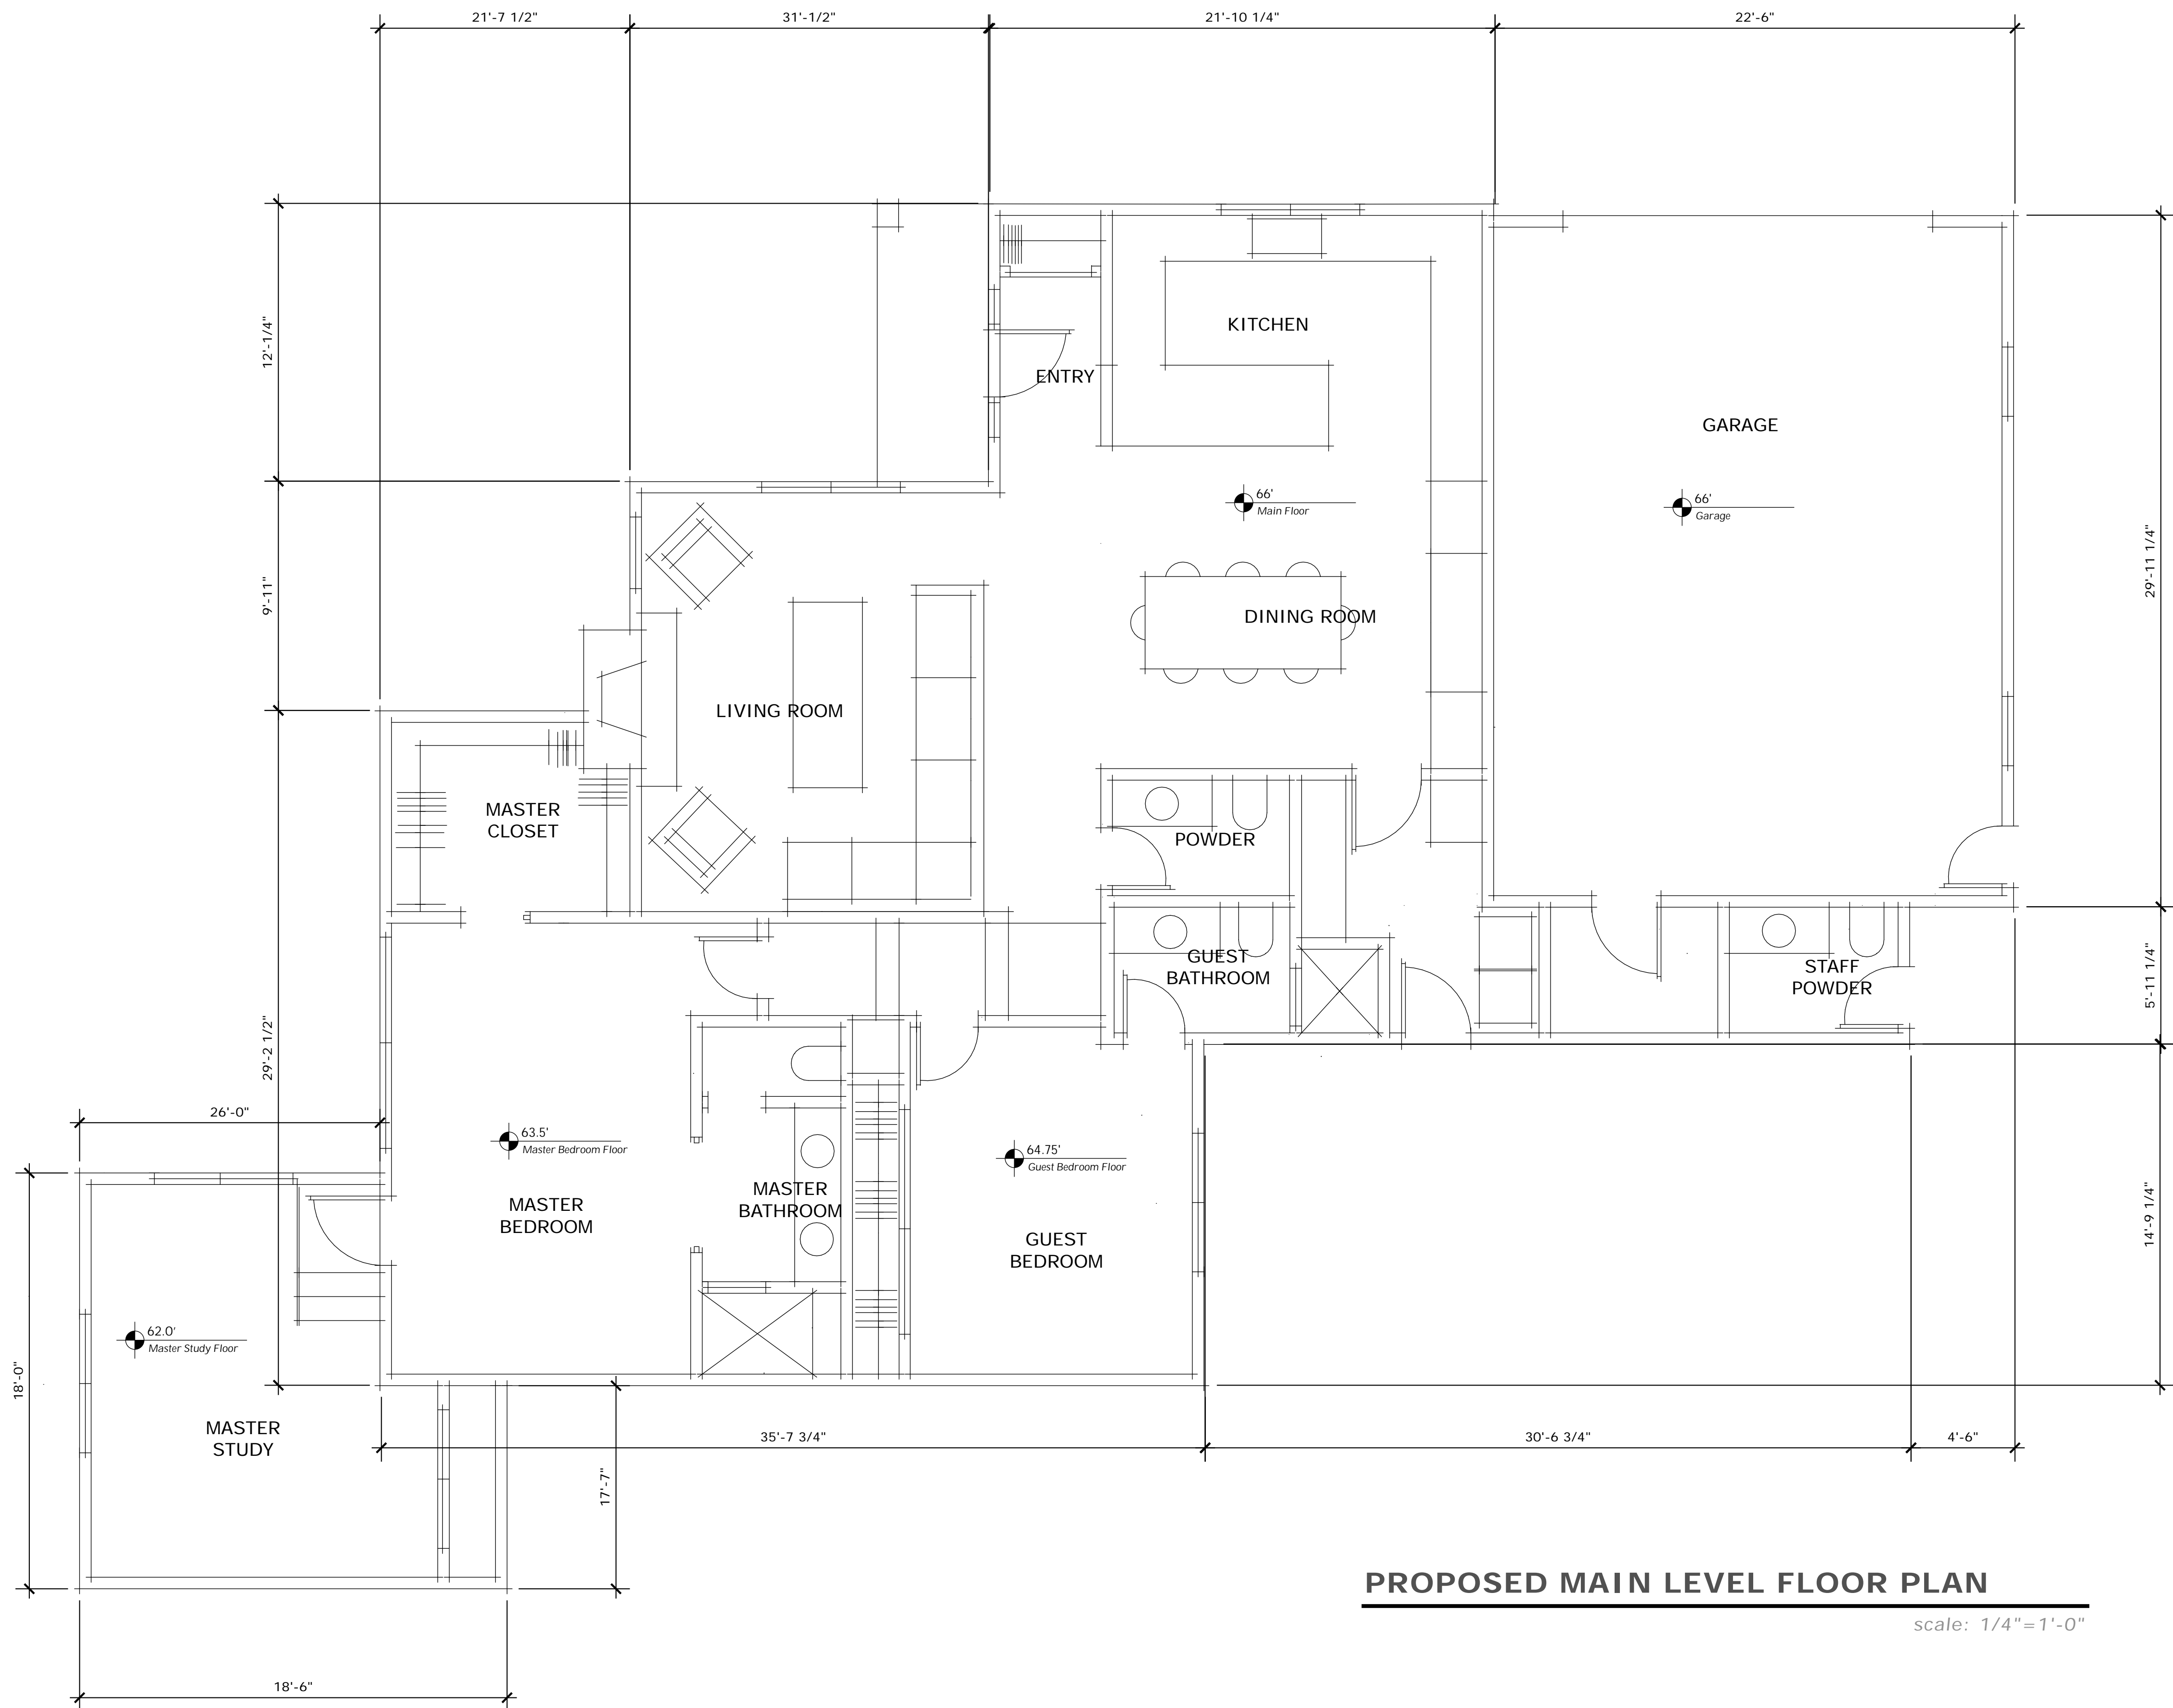 21'-7 1/2"
31'-1/2"
21'-10 1/4"
22'-6"
12'-1/4"
KITCHEN
ENTRY
GARAGE
66'
Main Floor
66'
Garage
9'-11"
29'-11 1/4"
DINING ROOM
LIVING ROOM
MASTER
CLOSET
POWDER
GUEST
BATHROOM
STAFF
POWDER
5'-11 1/4"
29'-2 1/2"
26'-0"
63.5'
Master Bedroom Floor
64.75'
Guest Bedroom Floor
MASTER
BEDROOM
MASTER
BATHROOM
GUEST
BEDROOM
14'-9 1/4"
62.0'
Master Study Floor
18'-0"
MASTER
STUDY
35'-7 3/4"
30'-6 3/4"
4'-6"
17'-7"
PROPOSED MAIN LEVEL FLOOR PLAN
scale: 1/4"=1'-0"
18'-6"